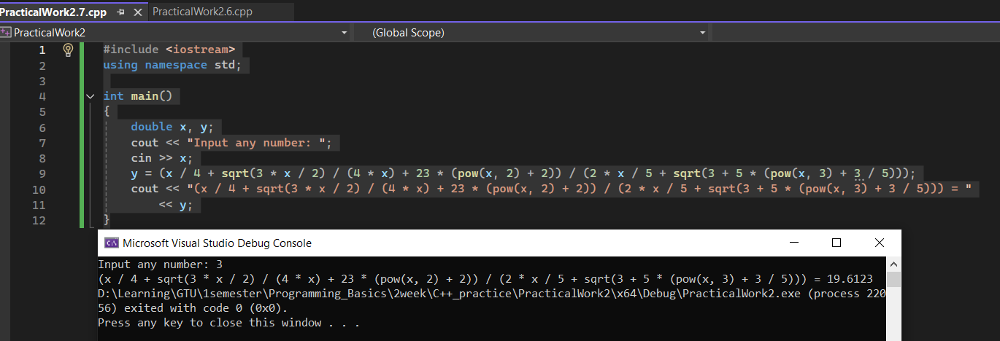 PracticalWork2.7.cpp PracticalWork2.6.cpp
PracticalWork2 (Global Scope)
1 #include <iostream>
2 using namespace std;
3
4 int main()
5 {
6 double x, y;
7 cout << "Input any number: ";
8 cin >> x;
9 y = (x / 4 + sqrt(3 * x / 2) / (4 * x) + 23 * (pow(x, 2) + 2)) / (2 * x / 5 + sqrt(3 + 5 * (pow(x, 3) + 3 / 5)));
10 cout << "(x / 4 + sqrt(3 * x / 2) / (4 * x) + 23 * (pow(x, 2) + 2)) / (2 * x / 5 + sqrt(3 + 5 * (pow(x, 3) + 3 / 5))) = "
11 << y;
12 }
C:\ Microsoft Visual Studio Debug Console
Input any number: 3
(x / 4 + sqrt(3 * x / 2) / (4 * x) + 23 * (pow(x, 2) + 2)) / (2 * x / 5 + sqrt(3 + 5 * (pow(x, 3) + 3 / 5))) = 19.6123
D:\Learning\GTU\1semester\Programming_Basics\2week\C++_practice\PracticalWork2\x64\Debug\PracticalWork2.exe (process 220
56) exited with code 0 (0x0).
Press any key to close this window . . .